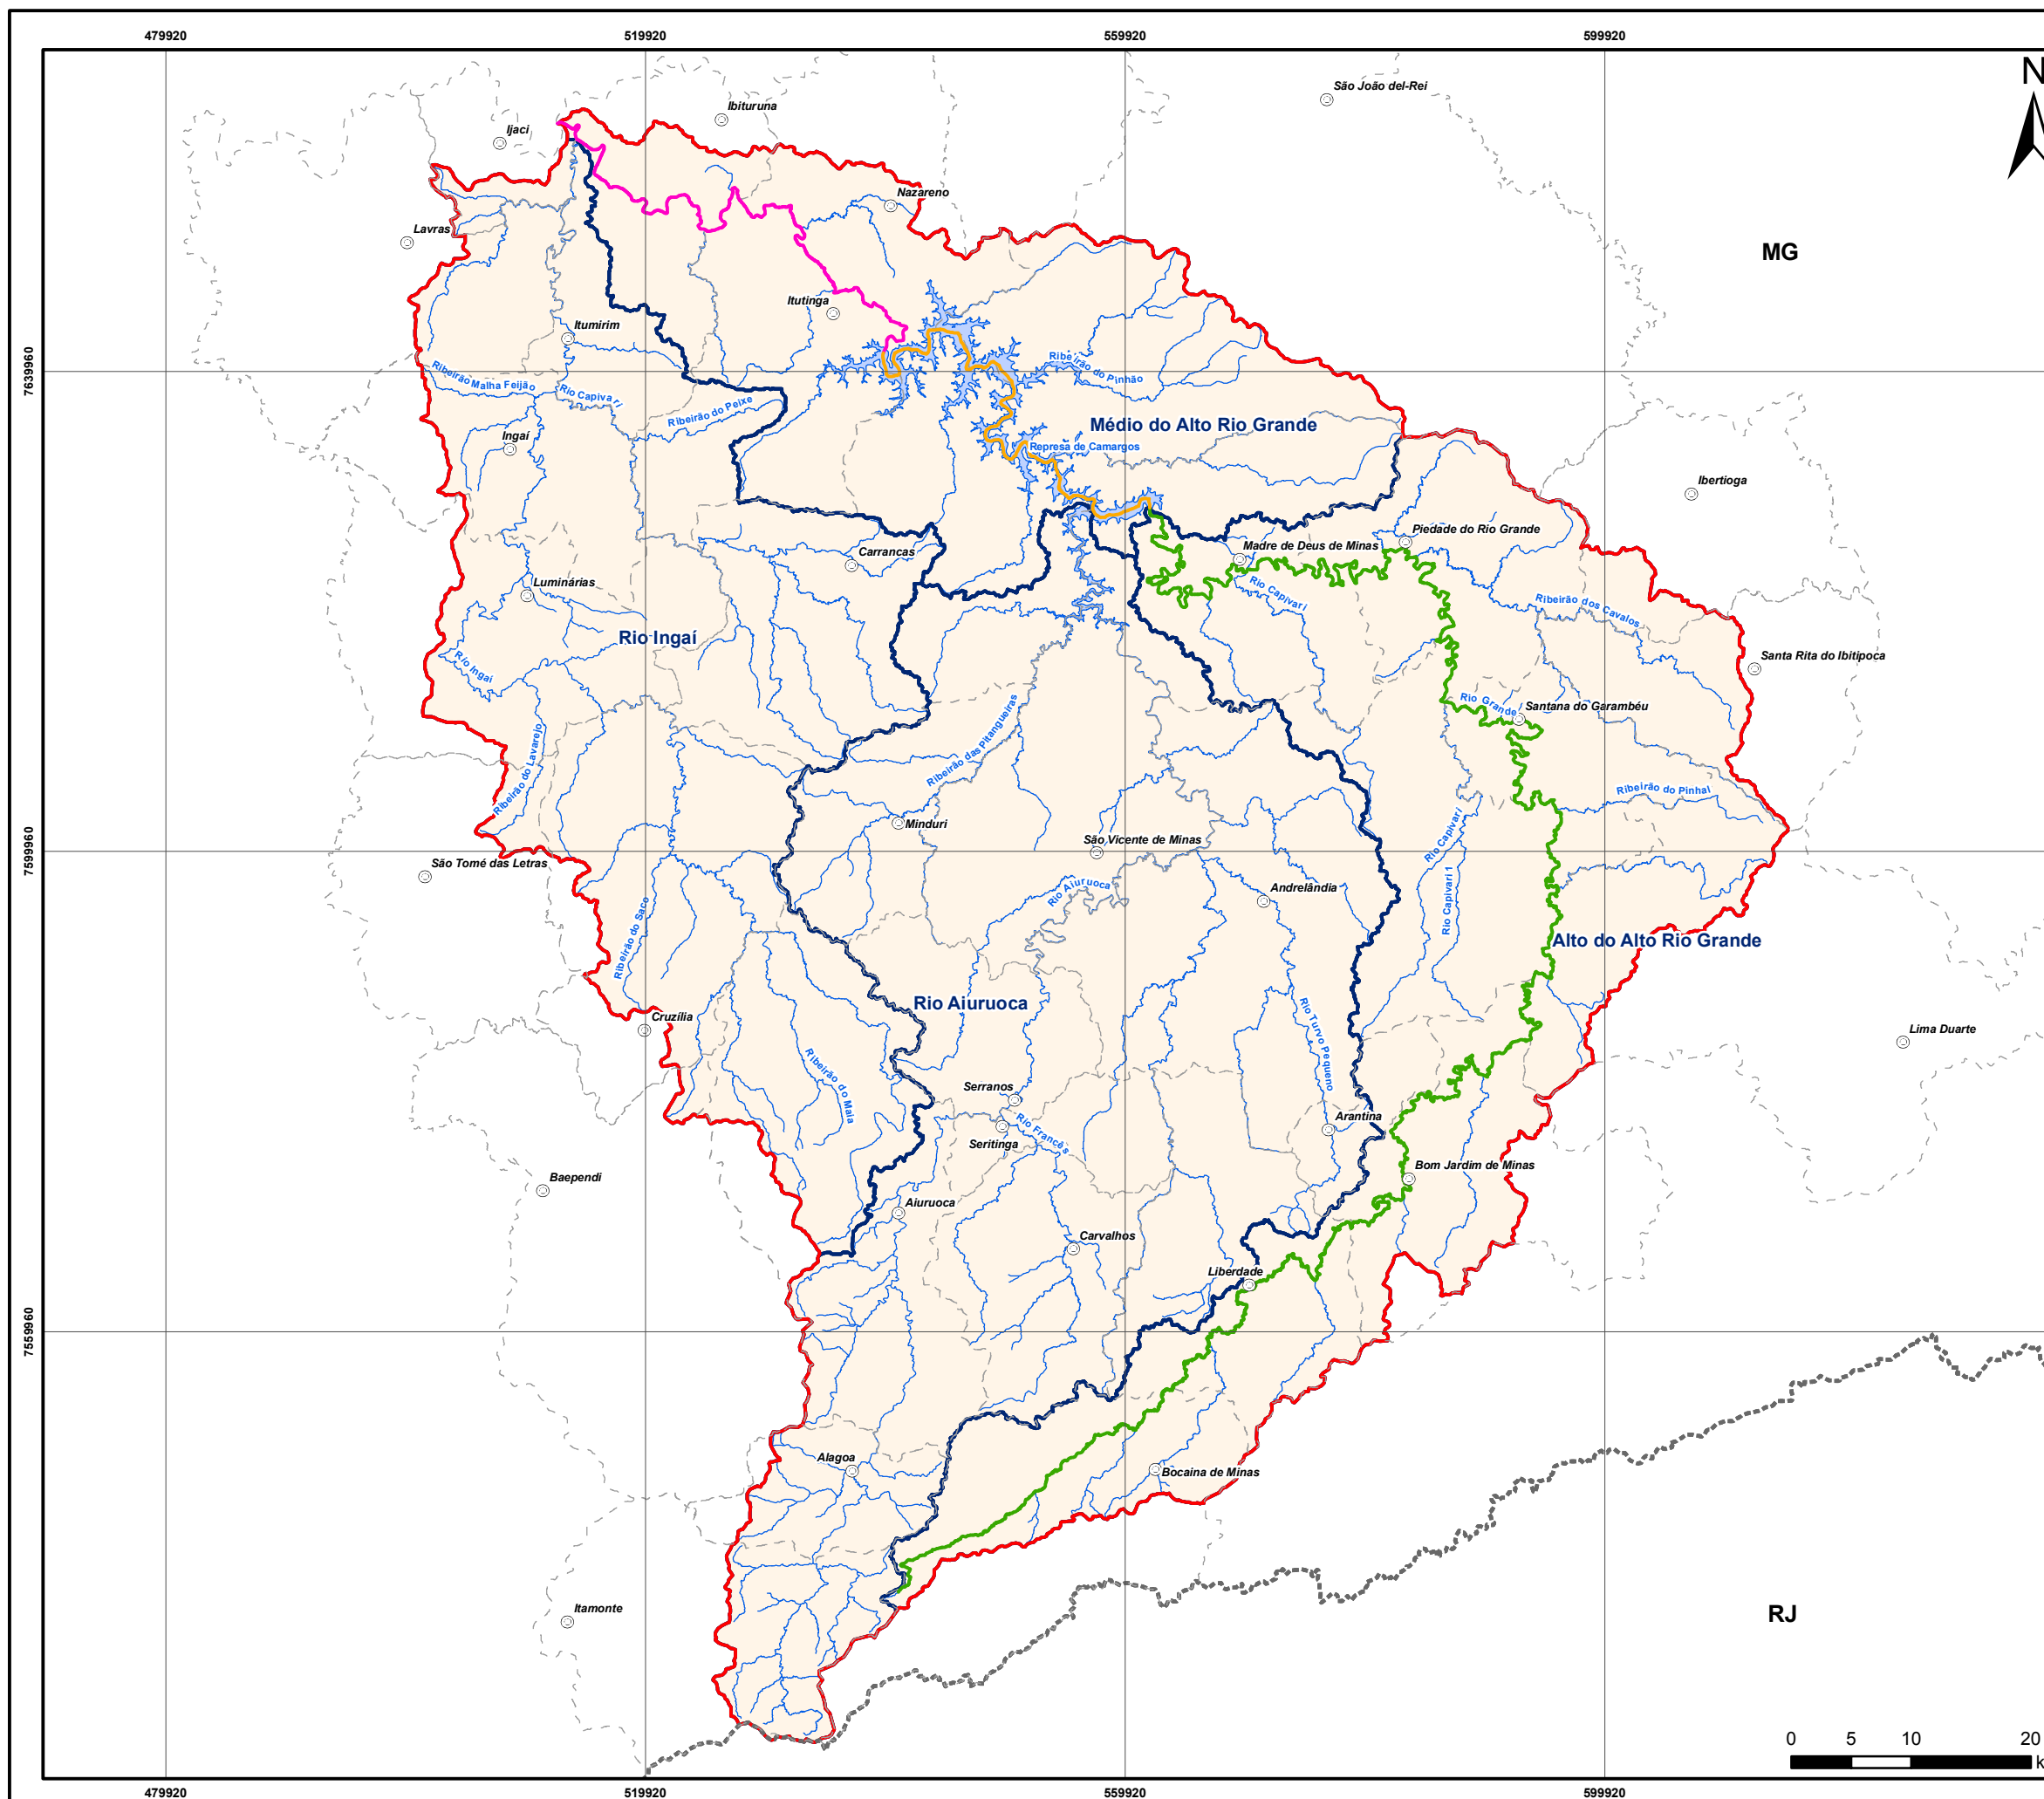 479920
519920
559920
599920
N
São João del-Rei
Ibituruna
Ijaci
Nazareno
Lavras
MG
Itutinga
Itumirim
7639960
Ribeirão do Pinhão
Ribeirão Malha Feijão
Rio Capivari
Ribeirão do Peixe
Médio do Alto Rio Grande
Ingaí
Represa de Camargos
Ibertioga
Piedade do Rio Grande
Madre de Deus de Minas
Carrancas
Luminárias
Rio Capivari
Ribeirão dos Cavalos
Rio Ingaí
Rio Ingaí
Santa Rita do Ibitipoca
Rio Grande
Santana do Garambéu
Ribeirão das Pitangueiras
Ribeirão do Lavarejo
Ribeirão do Pinhal
Minduri
São Vicente de Minas
Rio Capivari
7599960
São Tomé das Letras
Rio Aiuruoca
Andrelândia
Rio Capivari 1
Ribeirão do Saco
Alto do Alto Rio Grande
Rio Aiuruoca
Cruzília
Rio Turvo Pequeno
Lima Duarte
Ribeirão do Maia
Serranos
Arantina
Rio Francês
Seritinga
Bom Jardim de Minas
Baependi
Aiuruoca
Carvalhos
Liberdade
7559960
Alagoa
Bocaina de Minas
Itamonte
RJ
0 5 10 20
k
479920
519920
559920
599920